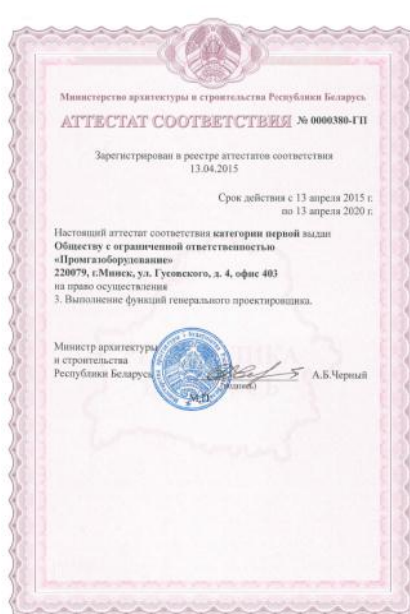 Министерство архитектуры и строительства Республики Беларусь
АТТЕСТАТ СООТВЕТСТВИЯ № 0000380-ГП
Зарегистрирован в реестре аттестатов соответствия
13.04.2015
Срок действия с 13 апреля 2015 г.
по 13 апреля 2020 г.
Настоящий аттестат соответствия категории первой выдан
Обществу с ограниченной ответственностью
«Промгазоборудование»
220079, г.Минск, ул. Гусовского, д. 4, офис 403
на право осуществления
3. Выполнение функций генерального проектировщика.
Министр архитектуры
и строительства
Республики Беларусь А.Б.Черный
(подпись)
М.П.